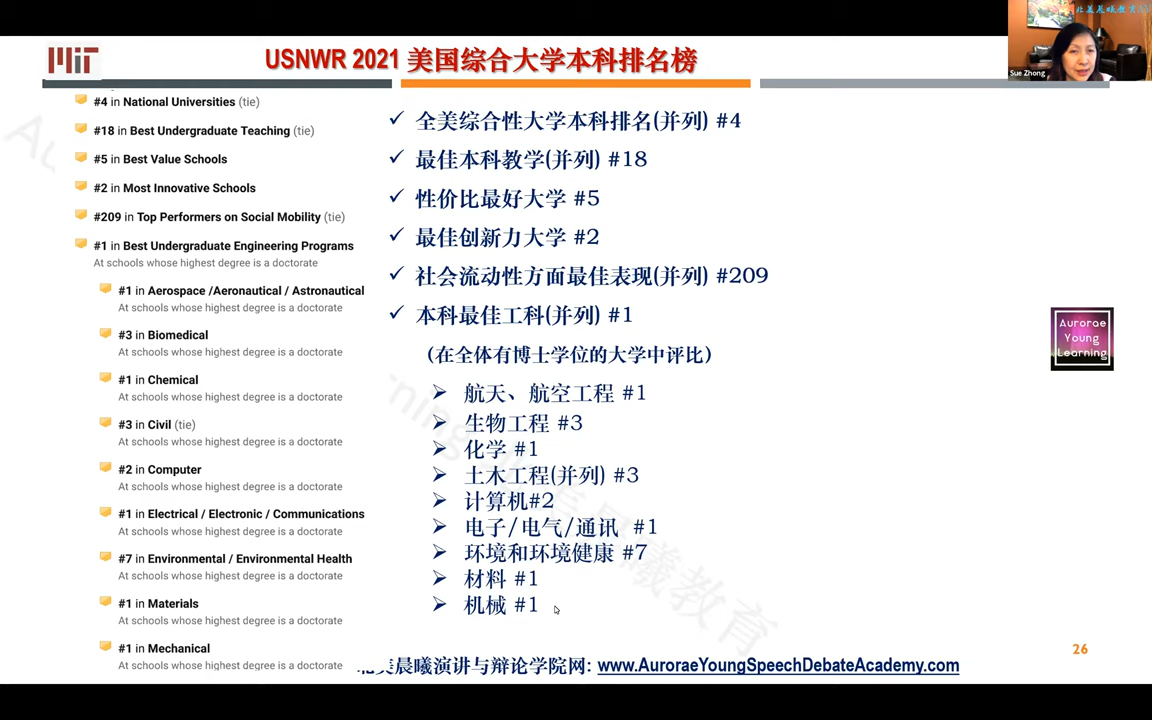 北美晨曦教育
Sue Zhong
MIT
USNWR 2021 美国综合大学本科排名榜
#4 in National Universities (tie)
#18 in Best Undergraduate Teaching (tie)
#5 in Best Value Schools
#2 in Most Innovative Schools
#209 in Top Performers on Social Mobility (tie)
#1 in Best Undergraduate Engineering Programs
At schools whose highest degree is a doctorate
#1 in Aerospace /Aeronautical / Astronautical
At schools whose highest degree is a doctorate
#3 in Biomedical
At schools whose highest degree is a doctorate
#1 in Chemical
At schools whose highest degree is a doctorate
#3 in Civil (tie)
At schools whose highest degree is a doctorate
#2 in Computer
At schools whose highest degree is a doctorate
#1 in Electrical / Electronic / Communications
At schools whose highest degree is a doctorate
#7 in Environmental / Environmental Health
At schools whose highest degree is a doctorate
#1 in Materials
At schools whose highest degree is a doctorate
#1 in Mechanical
At schools whose highest degree is a doctorate
✓ 全美综合性大学本科排名(并列) #4
✓ 最佳本科教学(并列) #18
✓ 性价比最好大学 #5
✓ 最佳创新力大学 #2
✓ 社会流动性方面最佳表现(并列) #209
✓ 本科最佳工科(并列) #1
(在全体有博士学位的大学中评比)
➢ 航天、航空工程 #1
➢ 生物工程 #3
➢ 化学 #1
➢ 土木工程(并列) #3
➢ 计算机#2
➢ 电子/电气/通讯 #1
➢ 环境和环境健康 #7
➢ 材料 #1
➢ 机械 #1
Aurorae
Young
Learning
26
北美晨曦演讲与辩论学院网: www.AuroraeYoungSpeechDebateAcademy.com